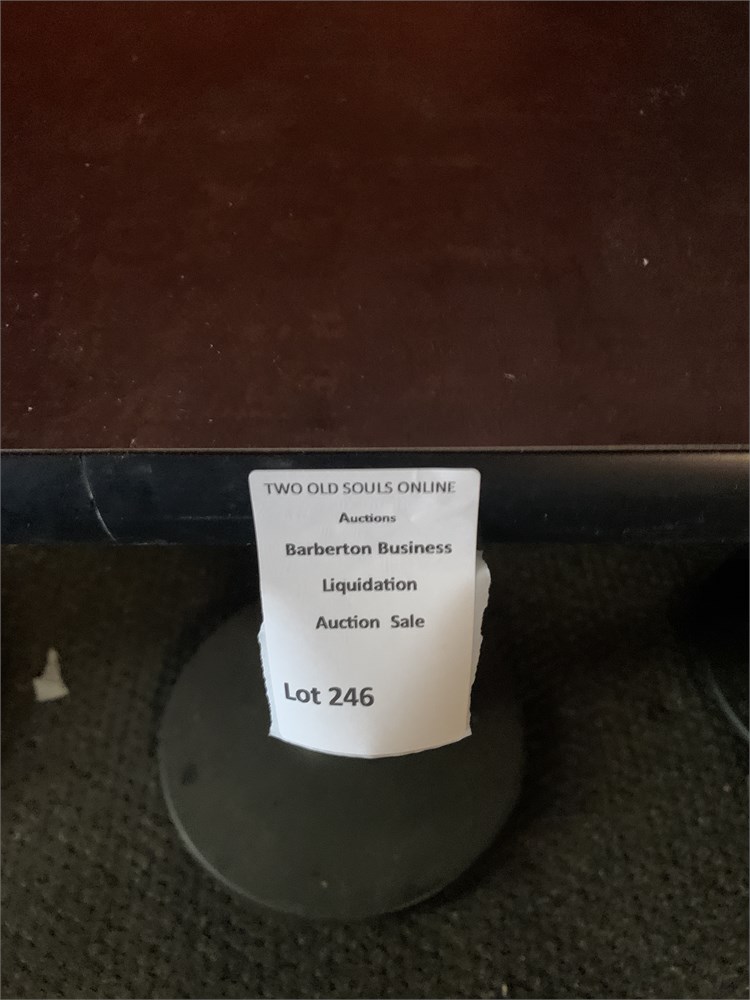 TWO OLD SOULS ONLINE
Auctions
Barberton Business
Liquidation
Auction Sale
Lot 246